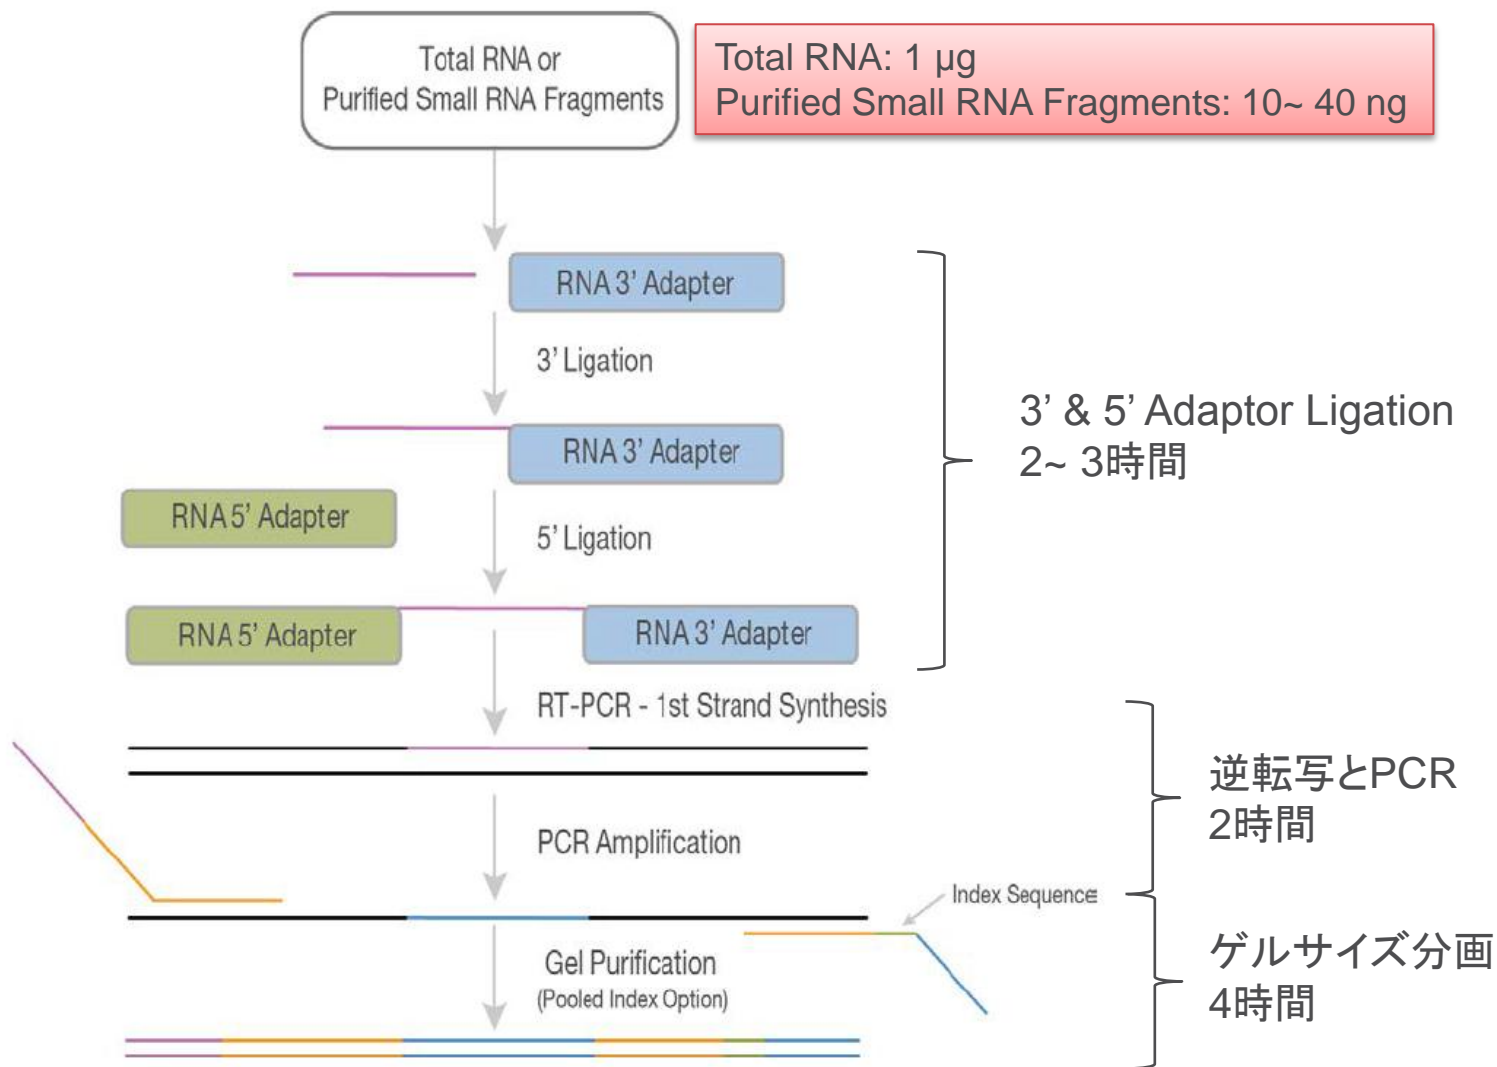 Total RNA or
Purified Small RNA Fragments
Total RNA: 1 μg
Purified Small RNA Fragments: 10~ 40 ng
RNA 3’ Adapter
3’ Ligation
RNA 3’ Adapter
3’ & 5’ Adaptor Ligation
2~ 3時間
RNA 5’ Adapter
5’ Ligation
RNA 5’ Adapter
RNA 3’ Adapter
RT-PCR - 1st Strand Synthesis
逆転写とPCR
2時間
PCR Amplification
Index Sequence
Gel Purification
(Pooled Index Option)
ゲルサイズ分画
4時間